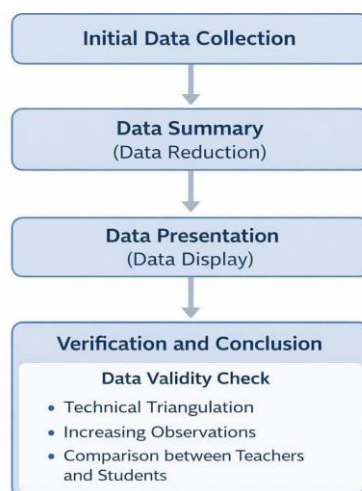 Initial Data Collection
Data Summary
(Data Reduction)
Data Presentation
(Data Display)
Verification and Conclusion
Data Validity Check
• Technical Triangulation
• Increasing Observations
• Comparison between Teachers
and Students